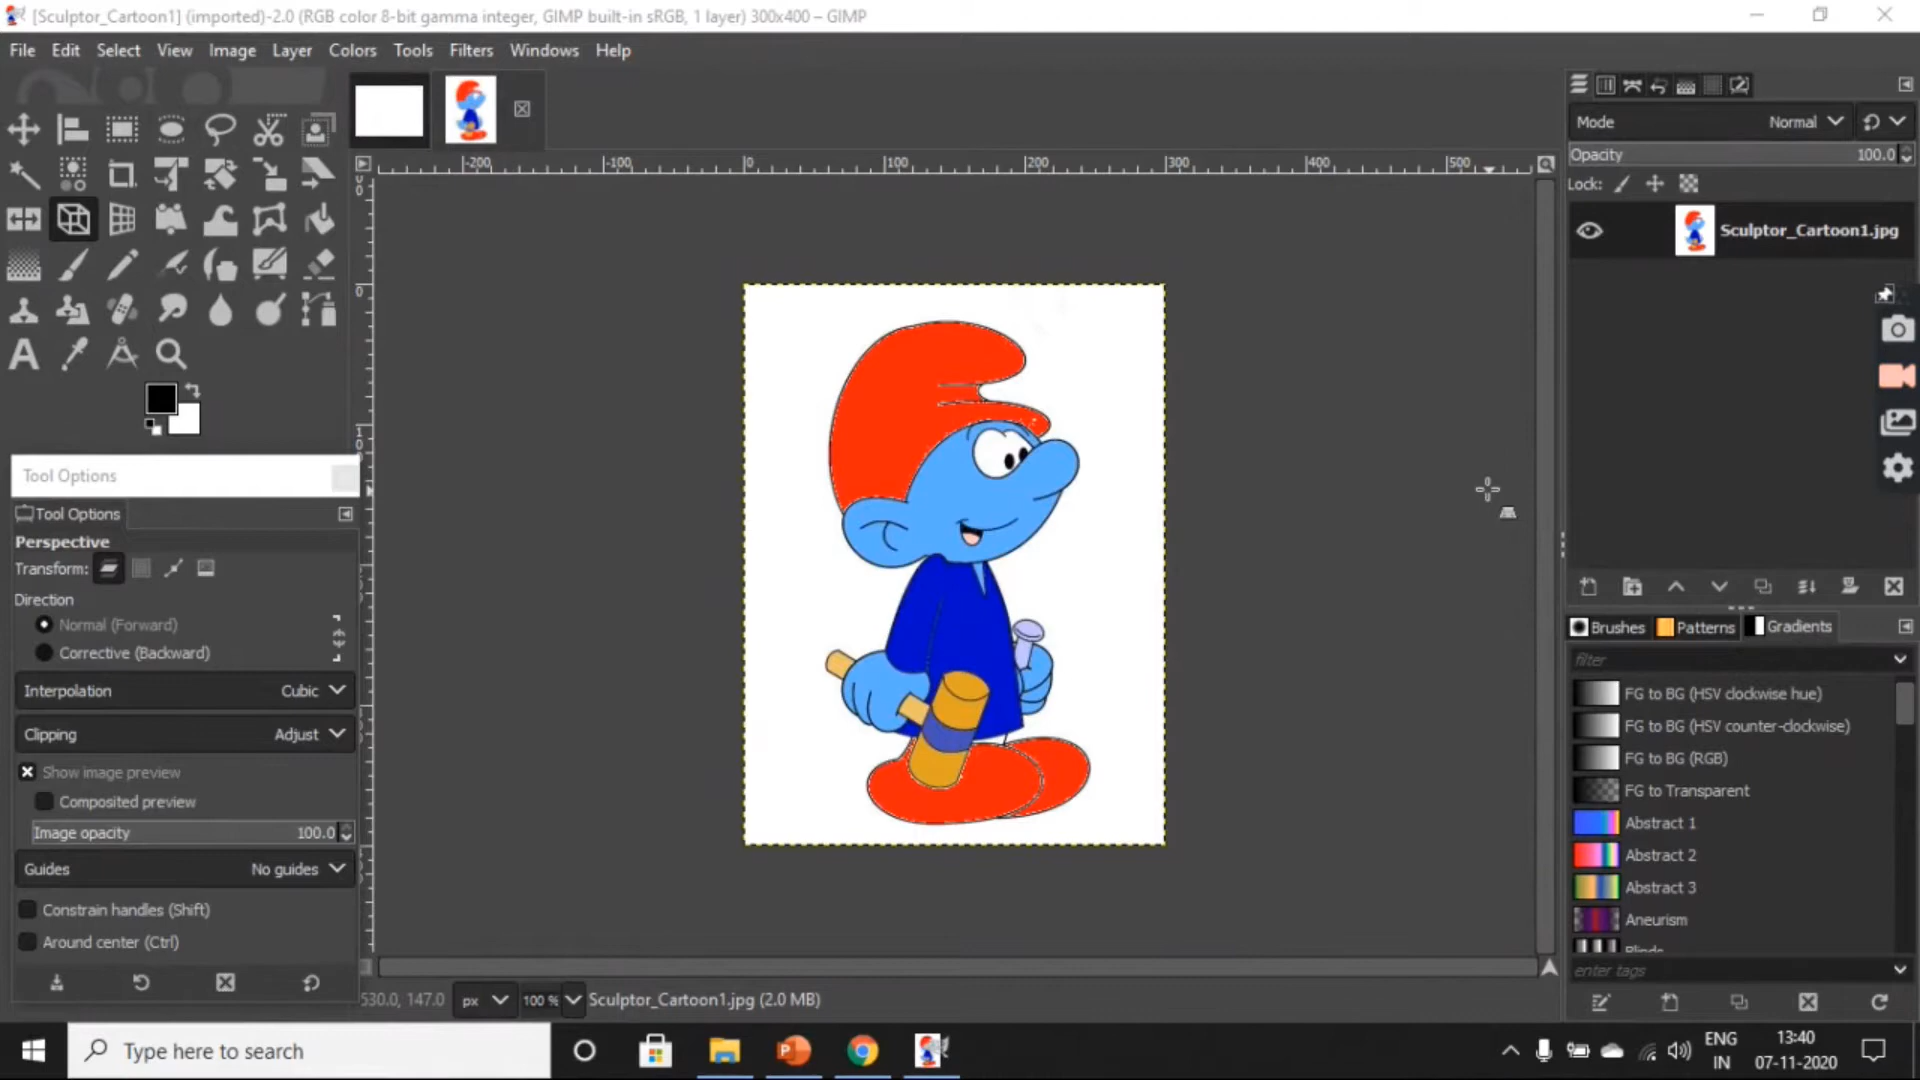 [Sculptor_Cartoon1] (imported)-2.0 (RGB color 8-bit gamma integer, GIMP built-in sRGB, 1 layer) 300x400 – GIMP
File Edit Select View Image Layer Colors Tools Filters Windows Help
-200 -100 0 100 200 300 400 500
Mode Normal
Opacity 100.0
Lock:
Sculptor_Cartoon1.jpg
Tool Options
Tool Options
Perspective
Transform:
Direction
Normal (Forward)
Corrective (Backward)
Interpolation Cubic
Clipping Adjust
Show image preview
Composited preview
Image opacity 100.0
Guides No guides
Constrain handles (Shift)
Around center (Ctrl)
Brushes Patterns Gradients
filter
FG to BG (HSV clockwise hue)
FG to BG (HSV counter-clockwise)
FG to BG (RGB)
FG to Transparent
Abstract 1
Abstract 2
Abstract 3
Aneurism
enter tags
530.0, 147.0 px 100 % Sculptor_Cartoon1.jpg (2.0 MB)
Type here to search
ENG
IN
13:40
07-11-2020